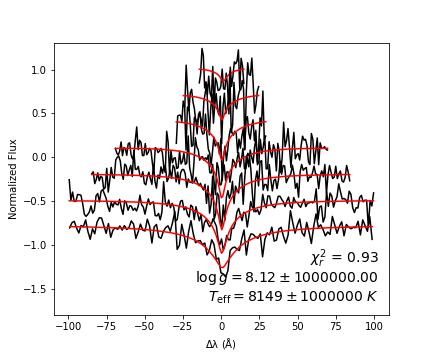 Normalized Flux
1.0
0.5
0.0
−0.5
−1.0
−1.5
χ²ᵣ = 0.93
log g = 8.12 ± 1000000.00
T_eff = 8149 ± 1000000 K
−100 −75 −50 −25 0 25 50 75 100
Δλ (Å)